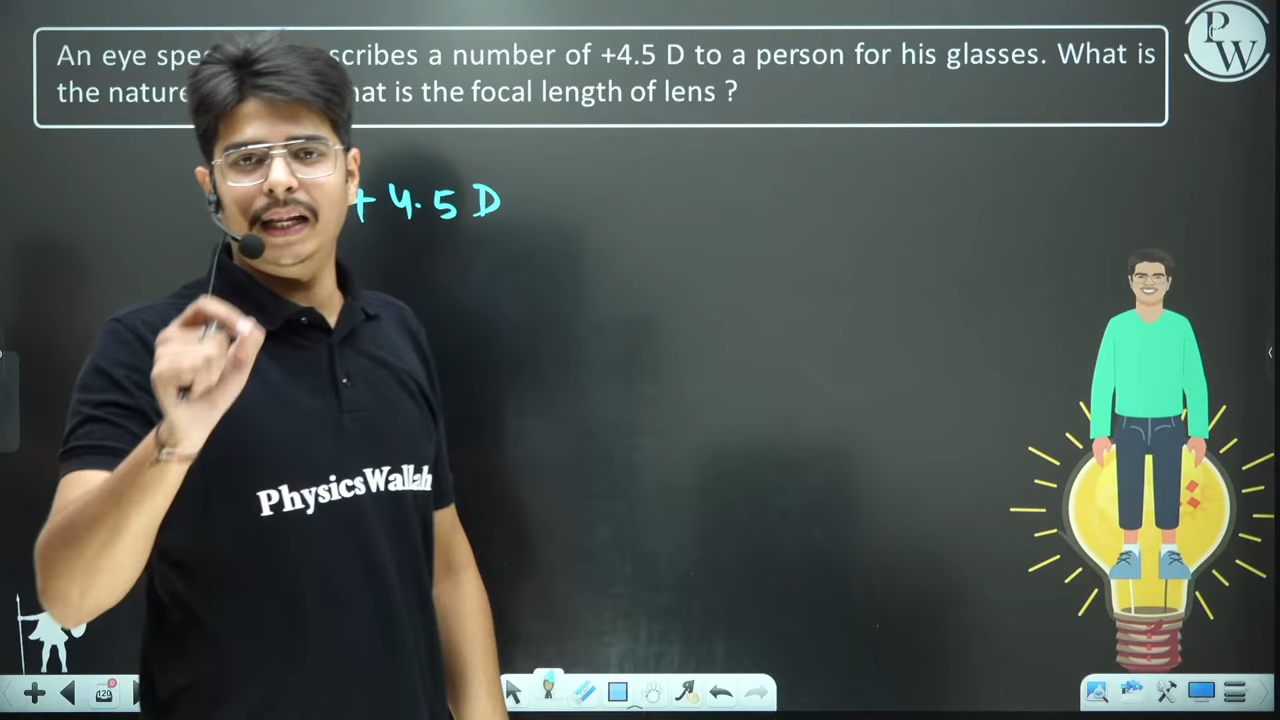 An eye scribes a number of +4.5 D to a person for his glasses. What is
the nature hat is the focal length of lens ?
PW
+ 4.5 D
PhysicsWallah
120